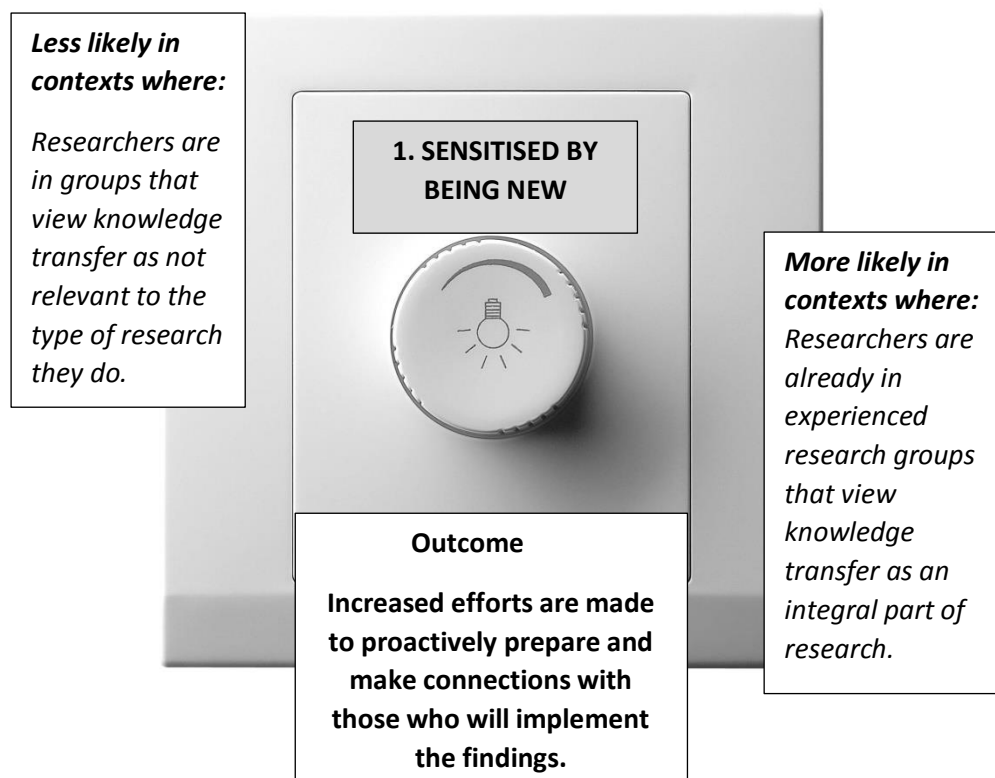 Less likely in
contexts where:
Researchers are
in groups that
view knowledge
transfer as not
relevant to the
type of research
they do.
1. SENSITISED BY
BEING NEW
More likely in
contexts where:
Researchers are
already in
experienced
research groups
that view
knowledge
transfer as an
integral part of
research.
Outcome
Increased efforts are made
to proactively prepare and
make connections with
those who will implement
the findings.